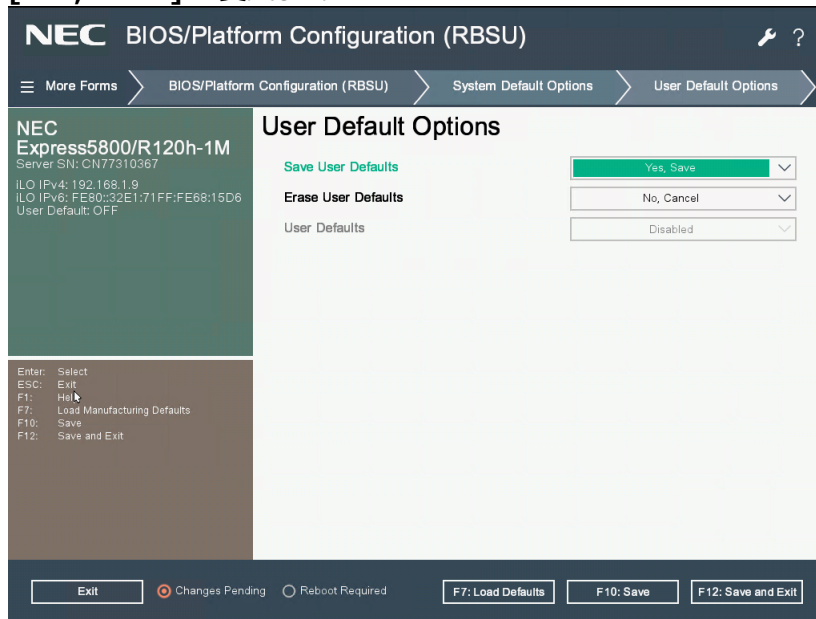 NEC BIOS/Platform Configuration (RBSU) ?
More Forms BIOS/Platform Configuration (RBSU) System Default Options User Default Options
NEC
Express5800/R120h-1M
Server SN: CN77310367
iLO IPv4: 192.168.1.9
iLO IPv6: FE80::32E1:71FF:FE68:15D6
User Default: OFF
User Default Options
Save User Defaults Yes, Save
Erase User Defaults No, Cancel
User Defaults Disabled
Enter: Select
ESC: Exit
F1: Help
F7: Load Manufacturing Defaults
F10: Save
F12: Save and Exit
Exit Changes Pending Reboot Required F7: Load Defaults F10: Save F12: Save and Exit